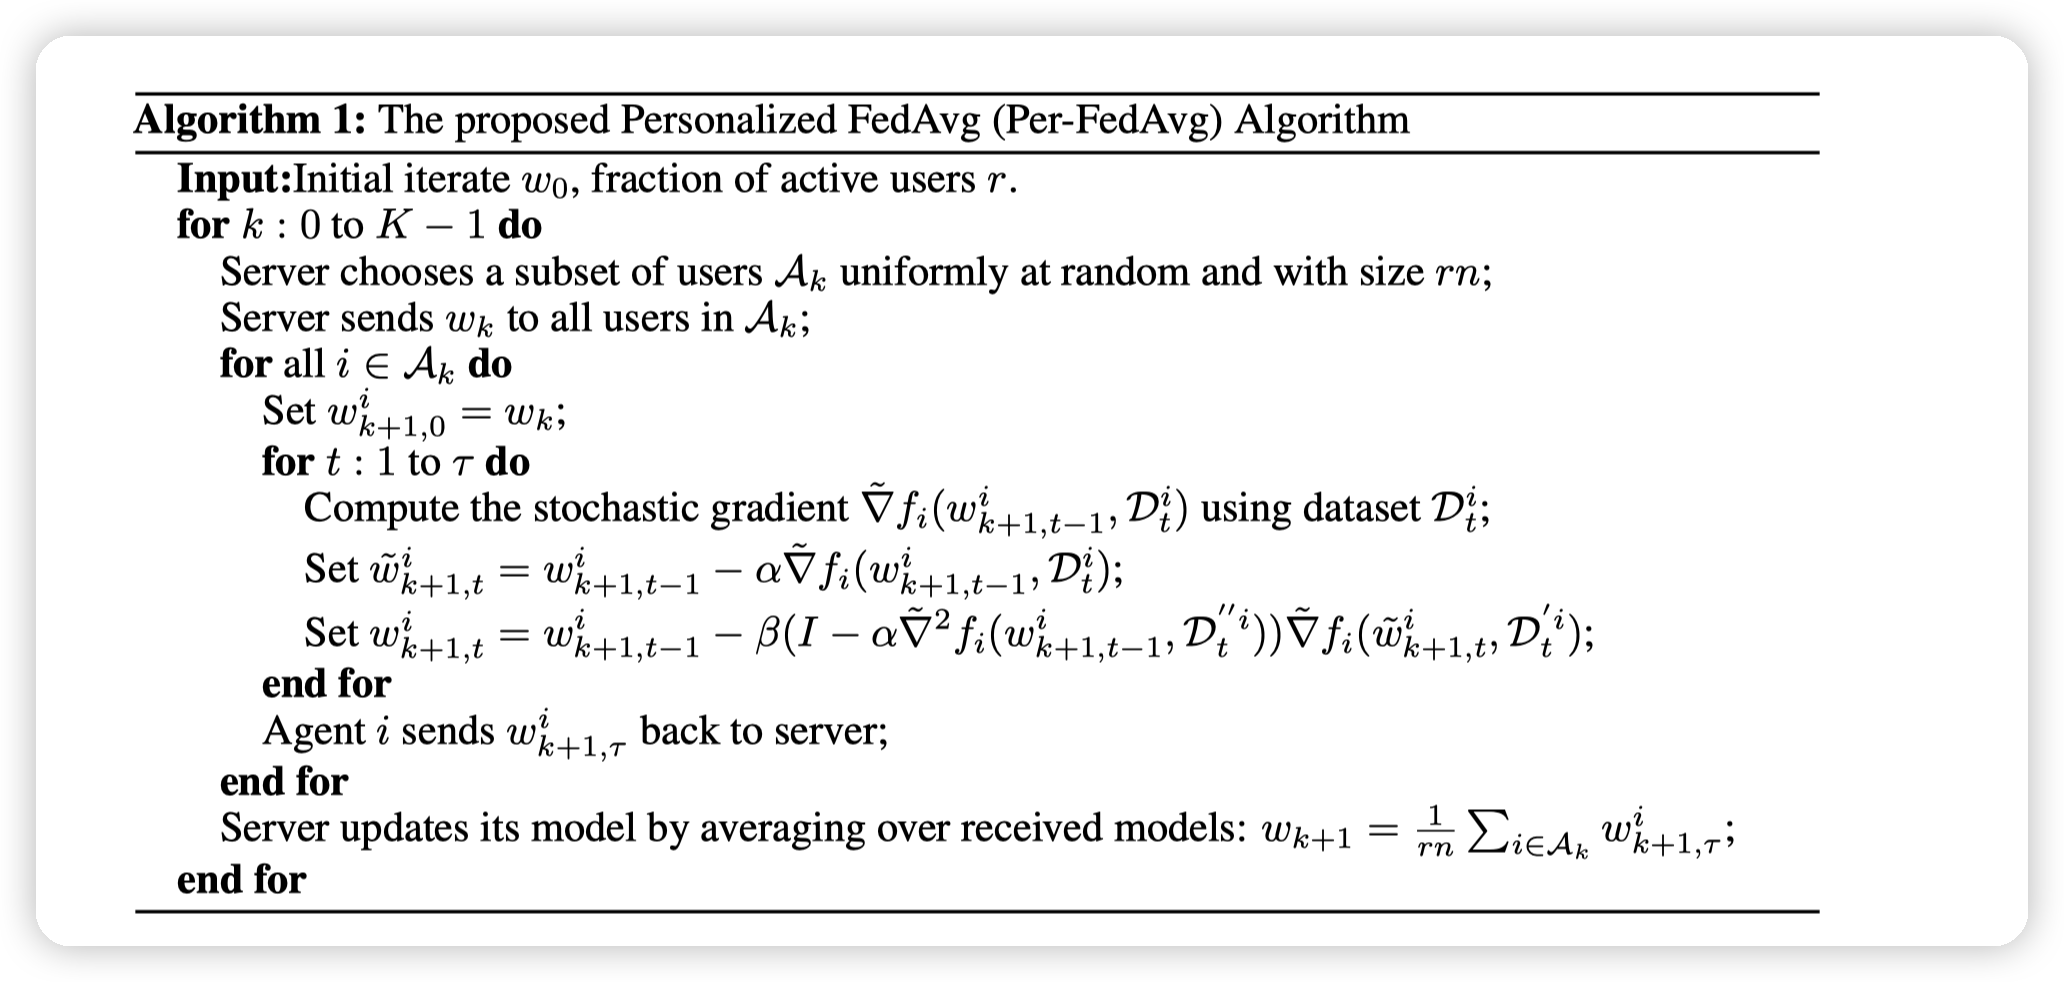 Algorithm 1: The proposed Personalized FedAvg (Per-FedAvg) Algorithm
Input:Initial iterate $w_0$, fraction of active users $r$.
for $k : 0$ to $K - 1$ do
Server chooses a subset of users $\mathcal{A}_k$ uniformly at random and with size $rn$;
Server sends $w_k$ to all users in $\mathcal{A}_k$;
for all $i \in \mathcal{A}_k$ do
Set $w^i_{k+1,0} = w_k$;
for $t : 1$ to $\tau$ do
Compute the stochastic gradient $\tilde{\nabla} f_i(w^i_{k+1,t-1}, \mathcal{D}^i_t)$ using dataset $\mathcal{D}^i_t$;
Set $\tilde{w}^i_{k+1,t} = w^i_{k+1,t-1} - \alpha \tilde{\nabla} f_i(w^i_{k+1,t-1}, \mathcal{D}^i_t)$;
Set $w^i_{k+1,t} = w^i_{k+1,t-1} - \beta (I - \alpha \tilde{\nabla}^2 f_i(w^i_{k+1,t-1}, \mathcal{D}''^i_t)) \tilde{\nabla} f_i(\tilde{w}^i_{k+1,t}, \mathcal{D}'^i_t)$;
end for
Agent $i$ sends $w^i_{k+1,\tau}$ back to server;
end for
Server updates its model by averaging over received models: $w_{k+1} = \frac{1}{rn} \sum_{i \in \mathcal{A}_k} w^i_{k+1,\tau}$;
end for